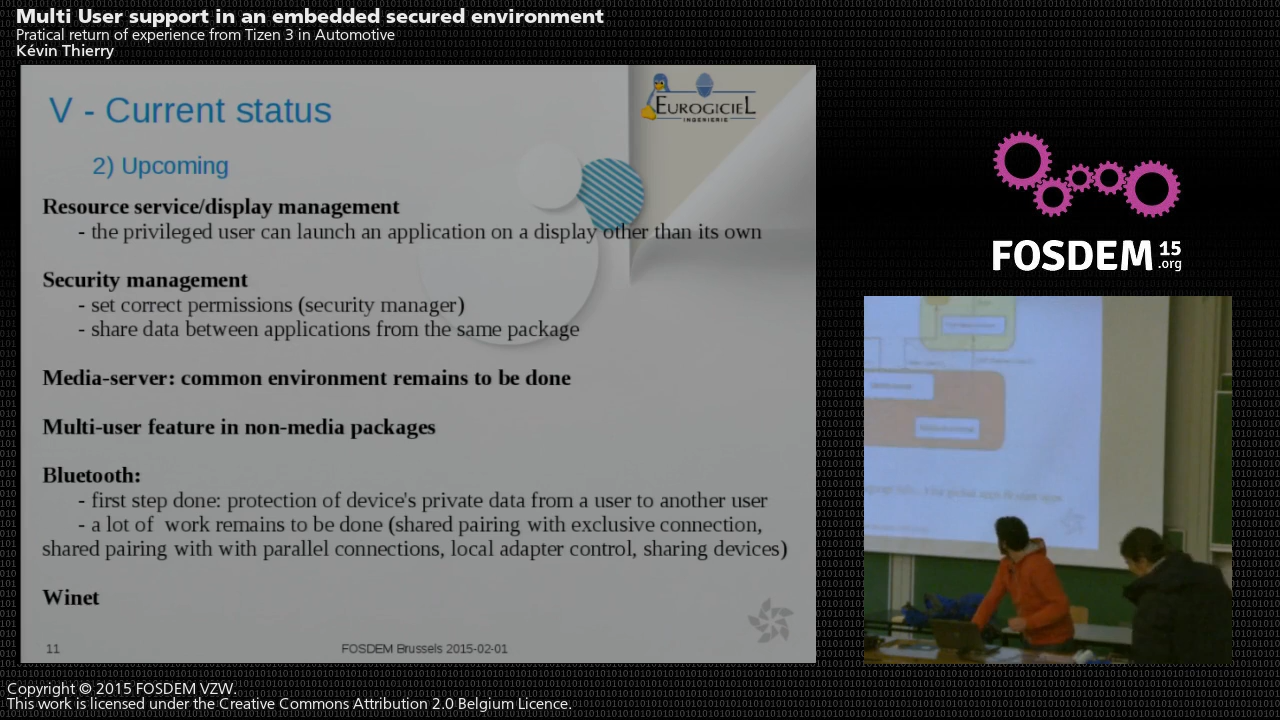 Multi User support in an embedded secured environment
Pratical return of experience from Tizen 3 in Automotive
Kévin Thierry
EUROGICIEL
INGENIERIE
V - Current status
2) Upcoming
Resource service/display management
- the privileged user can launch an application on a display other than its own
Security management
- set correct permissions (security manager)
- share data between applications from the same package
Media-server: common environment remains to be done
Multi-user feature in non-media packages
Bluetooth:
- first step done: protection of device's private data from a user to another user
- a lot of  work remains to be done (shared pairing with exclusive connection,
shared pairing with with parallel connections, local adapter control, sharing devices)
Winet
11
FOSDEM Brussels 2015-02-01
FOSDEM 15
.org
Copyright © 2015 FOSDEM VZW.
This work is licensed under the Creative Commons Attribution 2.0 Belgium Licence.